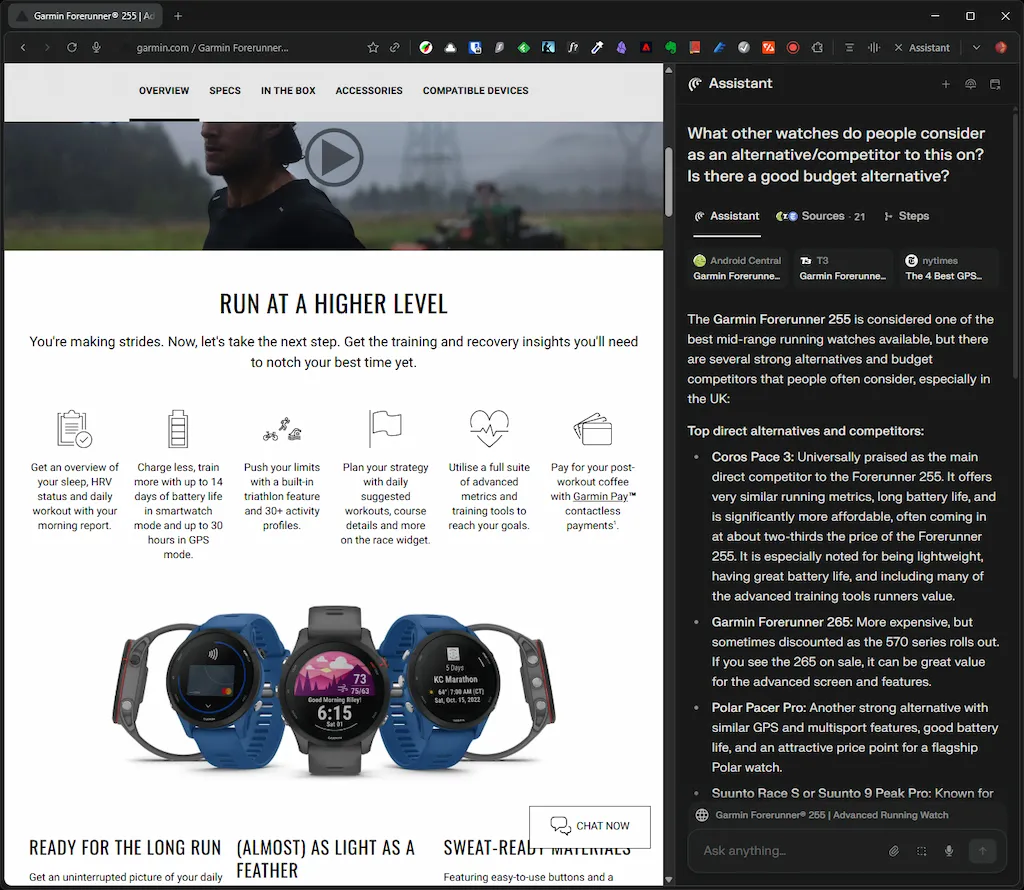 Garmin Forerunner® 255 | Ad
garmin.com / Garmin Forerunner...
Assistant
OVERVIEW SPECS IN THE BOX ACCESSORIES COMPATIBLE DEVICES
RUN AT A HIGHER LEVEL
You're making strides. Now, let's take the next step. Get the training and recovery insights you'll need
to notch your best time yet.
Get an overview of
your sleep, HRV
status and daily
workout with your
morning report.
Charge less, train
more with up to 14
days of battery life
in smartwatch
mode and up to 30
hours in GPS
mode.
Push your limits
with a built-in
triathlon feature
and 30+ activity
profiles.
Plan your strategy
with daily
suggested
workouts, course
details and more
on the race widget.
Utilise a full suite
of advanced
metrics and
training tools to
reach your goals.
Pay for your post-
workout coffee
with Garmin Pay™
contactless
payments¹.
73
75/63
Good Morning Riley!
6:15
Sat 01
5 Days
KC Marathon
64° 7:00 AM (CT)
Sat, Oct. 15, 2022
CHAT NOW
READY FOR THE LONG RUN
Get an uninterrupted picture of your daily
(ALMOST) AS LIGHT AS A
FEATHER
SWEAT-READY MATERIALS
Featuring easy-to-use buttons and a
Assistant
What other watches do people consider
as an alternative/competitor to this on?
Is there a good budget alternative?
Assistant Sources · 21 Steps
Android Central
Garmin Forerunne...
T3
Garmin Forerunne...
nytimes
The 4 Best GPS...
The Garmin Forerunner 255 is considered one of the
best mid-range running watches available, but there
are several strong alternatives and budget
competitors that people often consider, especially in
the UK:
Top direct alternatives and competitors:
• Coros Pace 3: Universally praised as the main
direct competitor to the Forerunner 255. It offers
very similar running metrics, long battery life, and
is significantly more affordable, often coming in
at about two-thirds the price of the Forerunner
255. It is especially noted for being lightweight,
having great battery life, and including many of
the advanced training tools runners value.
• Garmin Forerunner 265: More expensive, but
sometimes discounted as the 570 series rolls out.
If you see the 265 on sale, it can be great value
for the advanced screen and features.
• Polar Pacer Pro: Another strong alternative with
similar GPS and multisport features, good battery
life, and an attractive price point for a flagship
Polar watch.
• Suunto Race S or Suunto 9 Peak Pro: Known for
Garmin Forerunner® 255 | Advanced Running Watch
Ask anything...